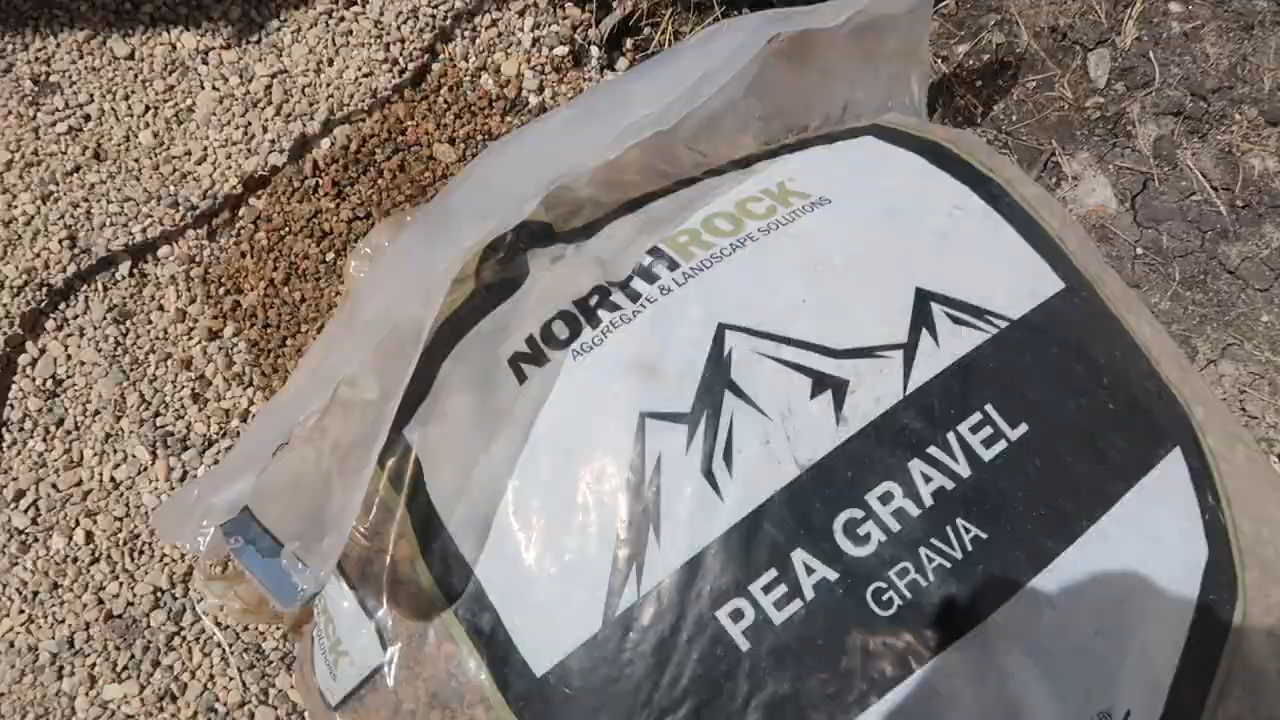 NORTHROCK
AGGREGATE & LANDSCAPE SOLUTIONS
PEA GRAVEL
GRAVA